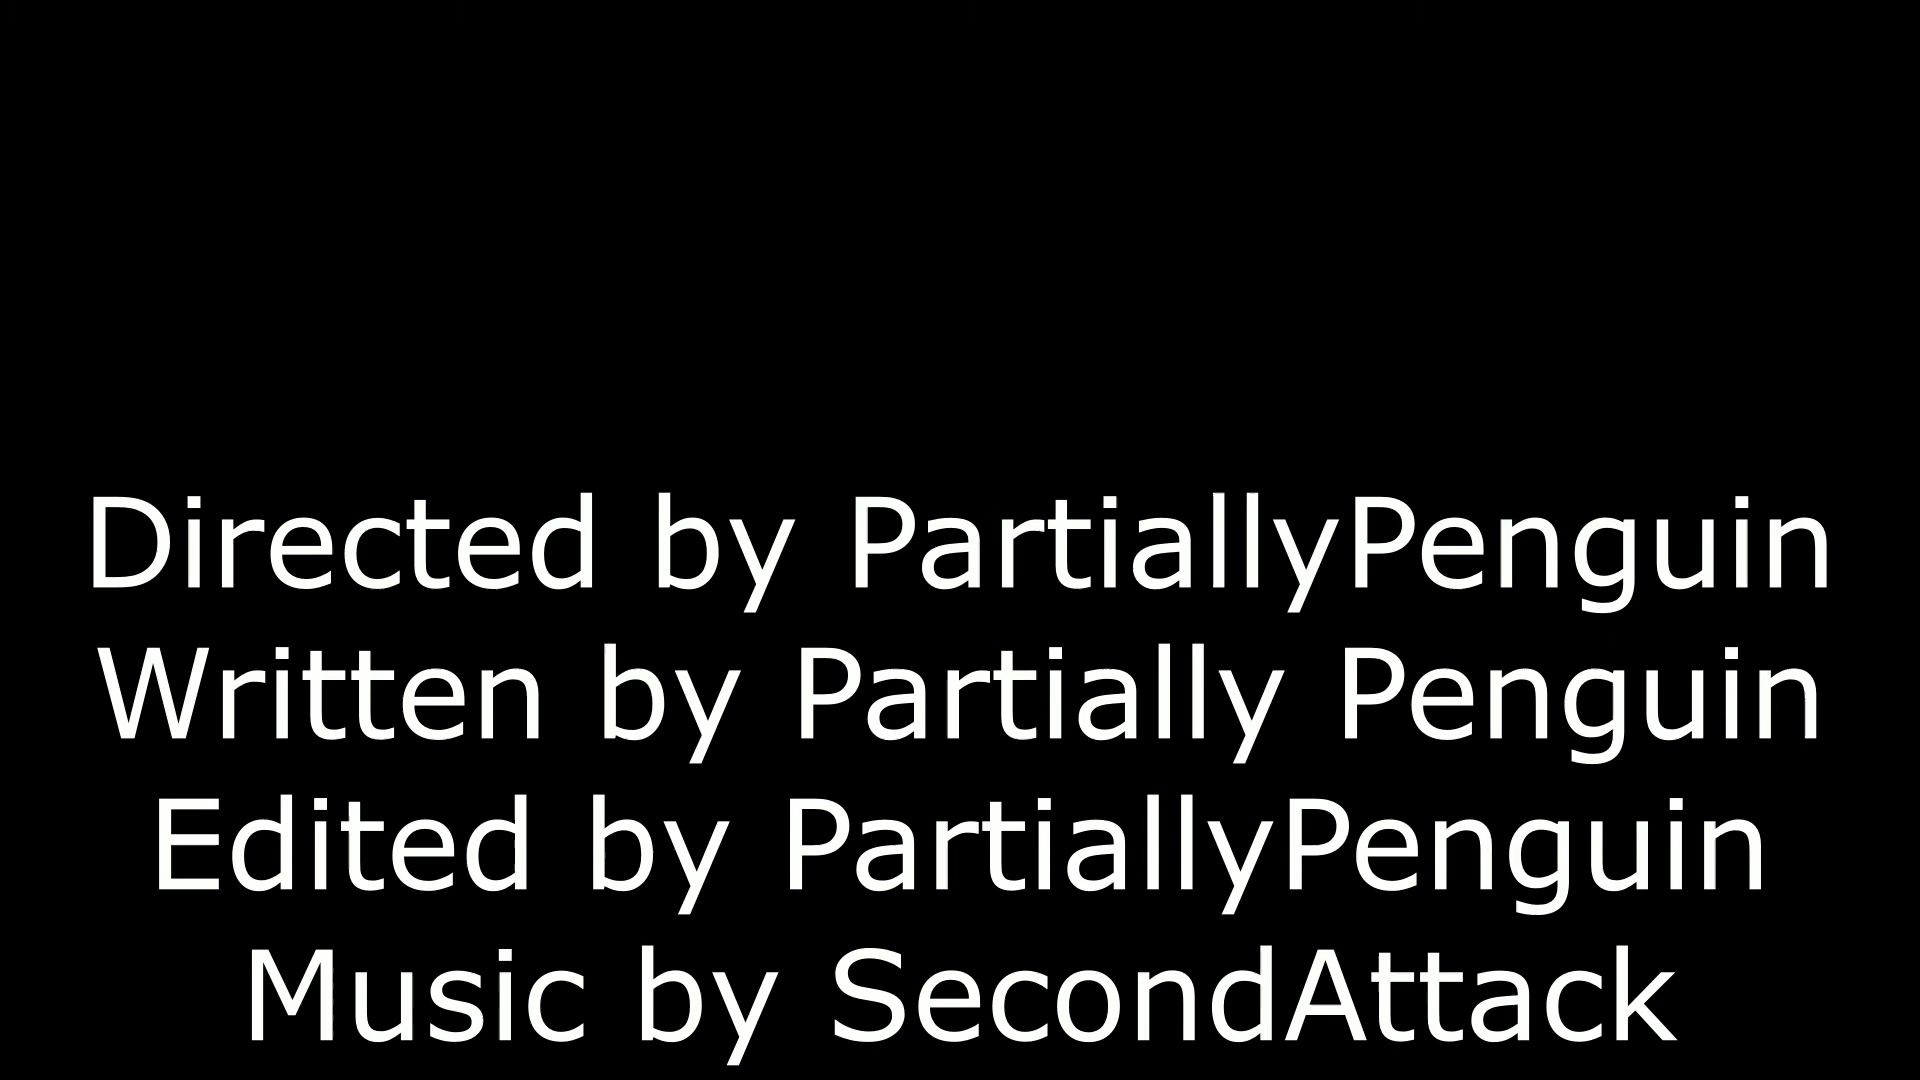 Directed by PartiallyPenguin
Written by Partially Penguin
Edited by PartiallyPenguin
Music by SecondAttack